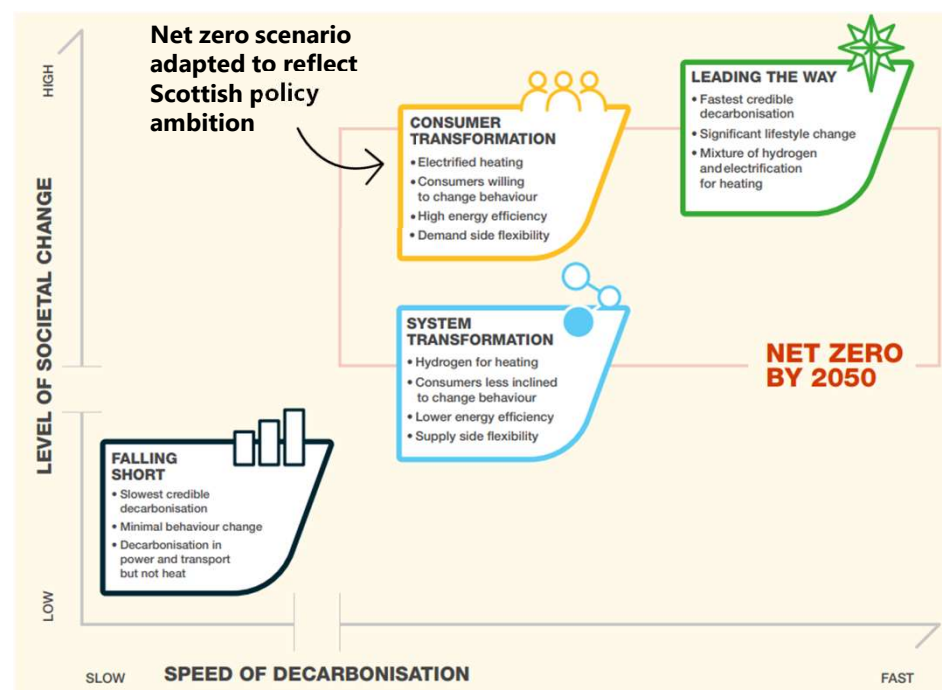 Net zero scenario
adapted to reflect
Scottish policy
ambition
HIGH
LEVEL OF SOCIETAL CHANGE
LOW
CONSUMER
TRANSFORMATION
• Electrified heating
• Consumers willing
to change behaviour
• High energy efficiency
• Demand side flexibility
LEADING THE WAY
• Fastest credible
decarbonisation
• Significant lifestyle change
• Mixture of hydrogen
and electrification
for heating
SYSTEM
TRANSFORMATION
• Hydrogen for heating
• Consumers less inclined
to change behaviour
• Lower energy efficiency
• Supply side flexibility
NET ZERO
BY 2050
FALLING
SHORT
• Slowest credible
decarbonisation
• Minimal behaviour change
• Decarbonisation in
power and transport
but not heat
SLOW
SPEED OF DECARBONISATION
FAST